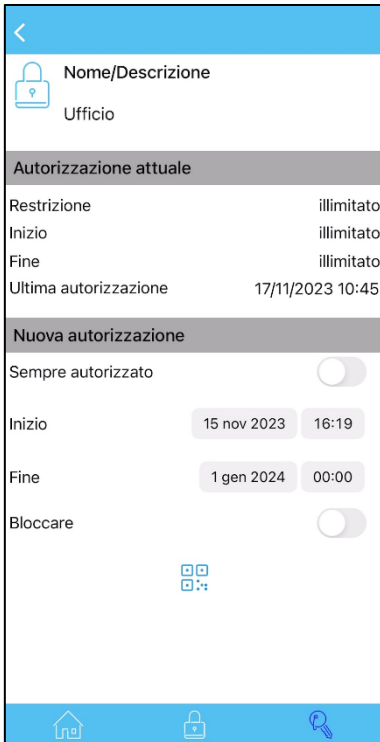 Nome/Descrizione
Ufficio
Autorizzazione attuale
Restrizione illimitato
Inizio illimitato
Fine illimitato
Ultima autorizzazione 17/11/2023 10:45
Nuova autorizzazione
Sempre autorizzato
Inizio 15 nov 2023 16:19
Fine 1 gen 2024 00:00
Bloccare